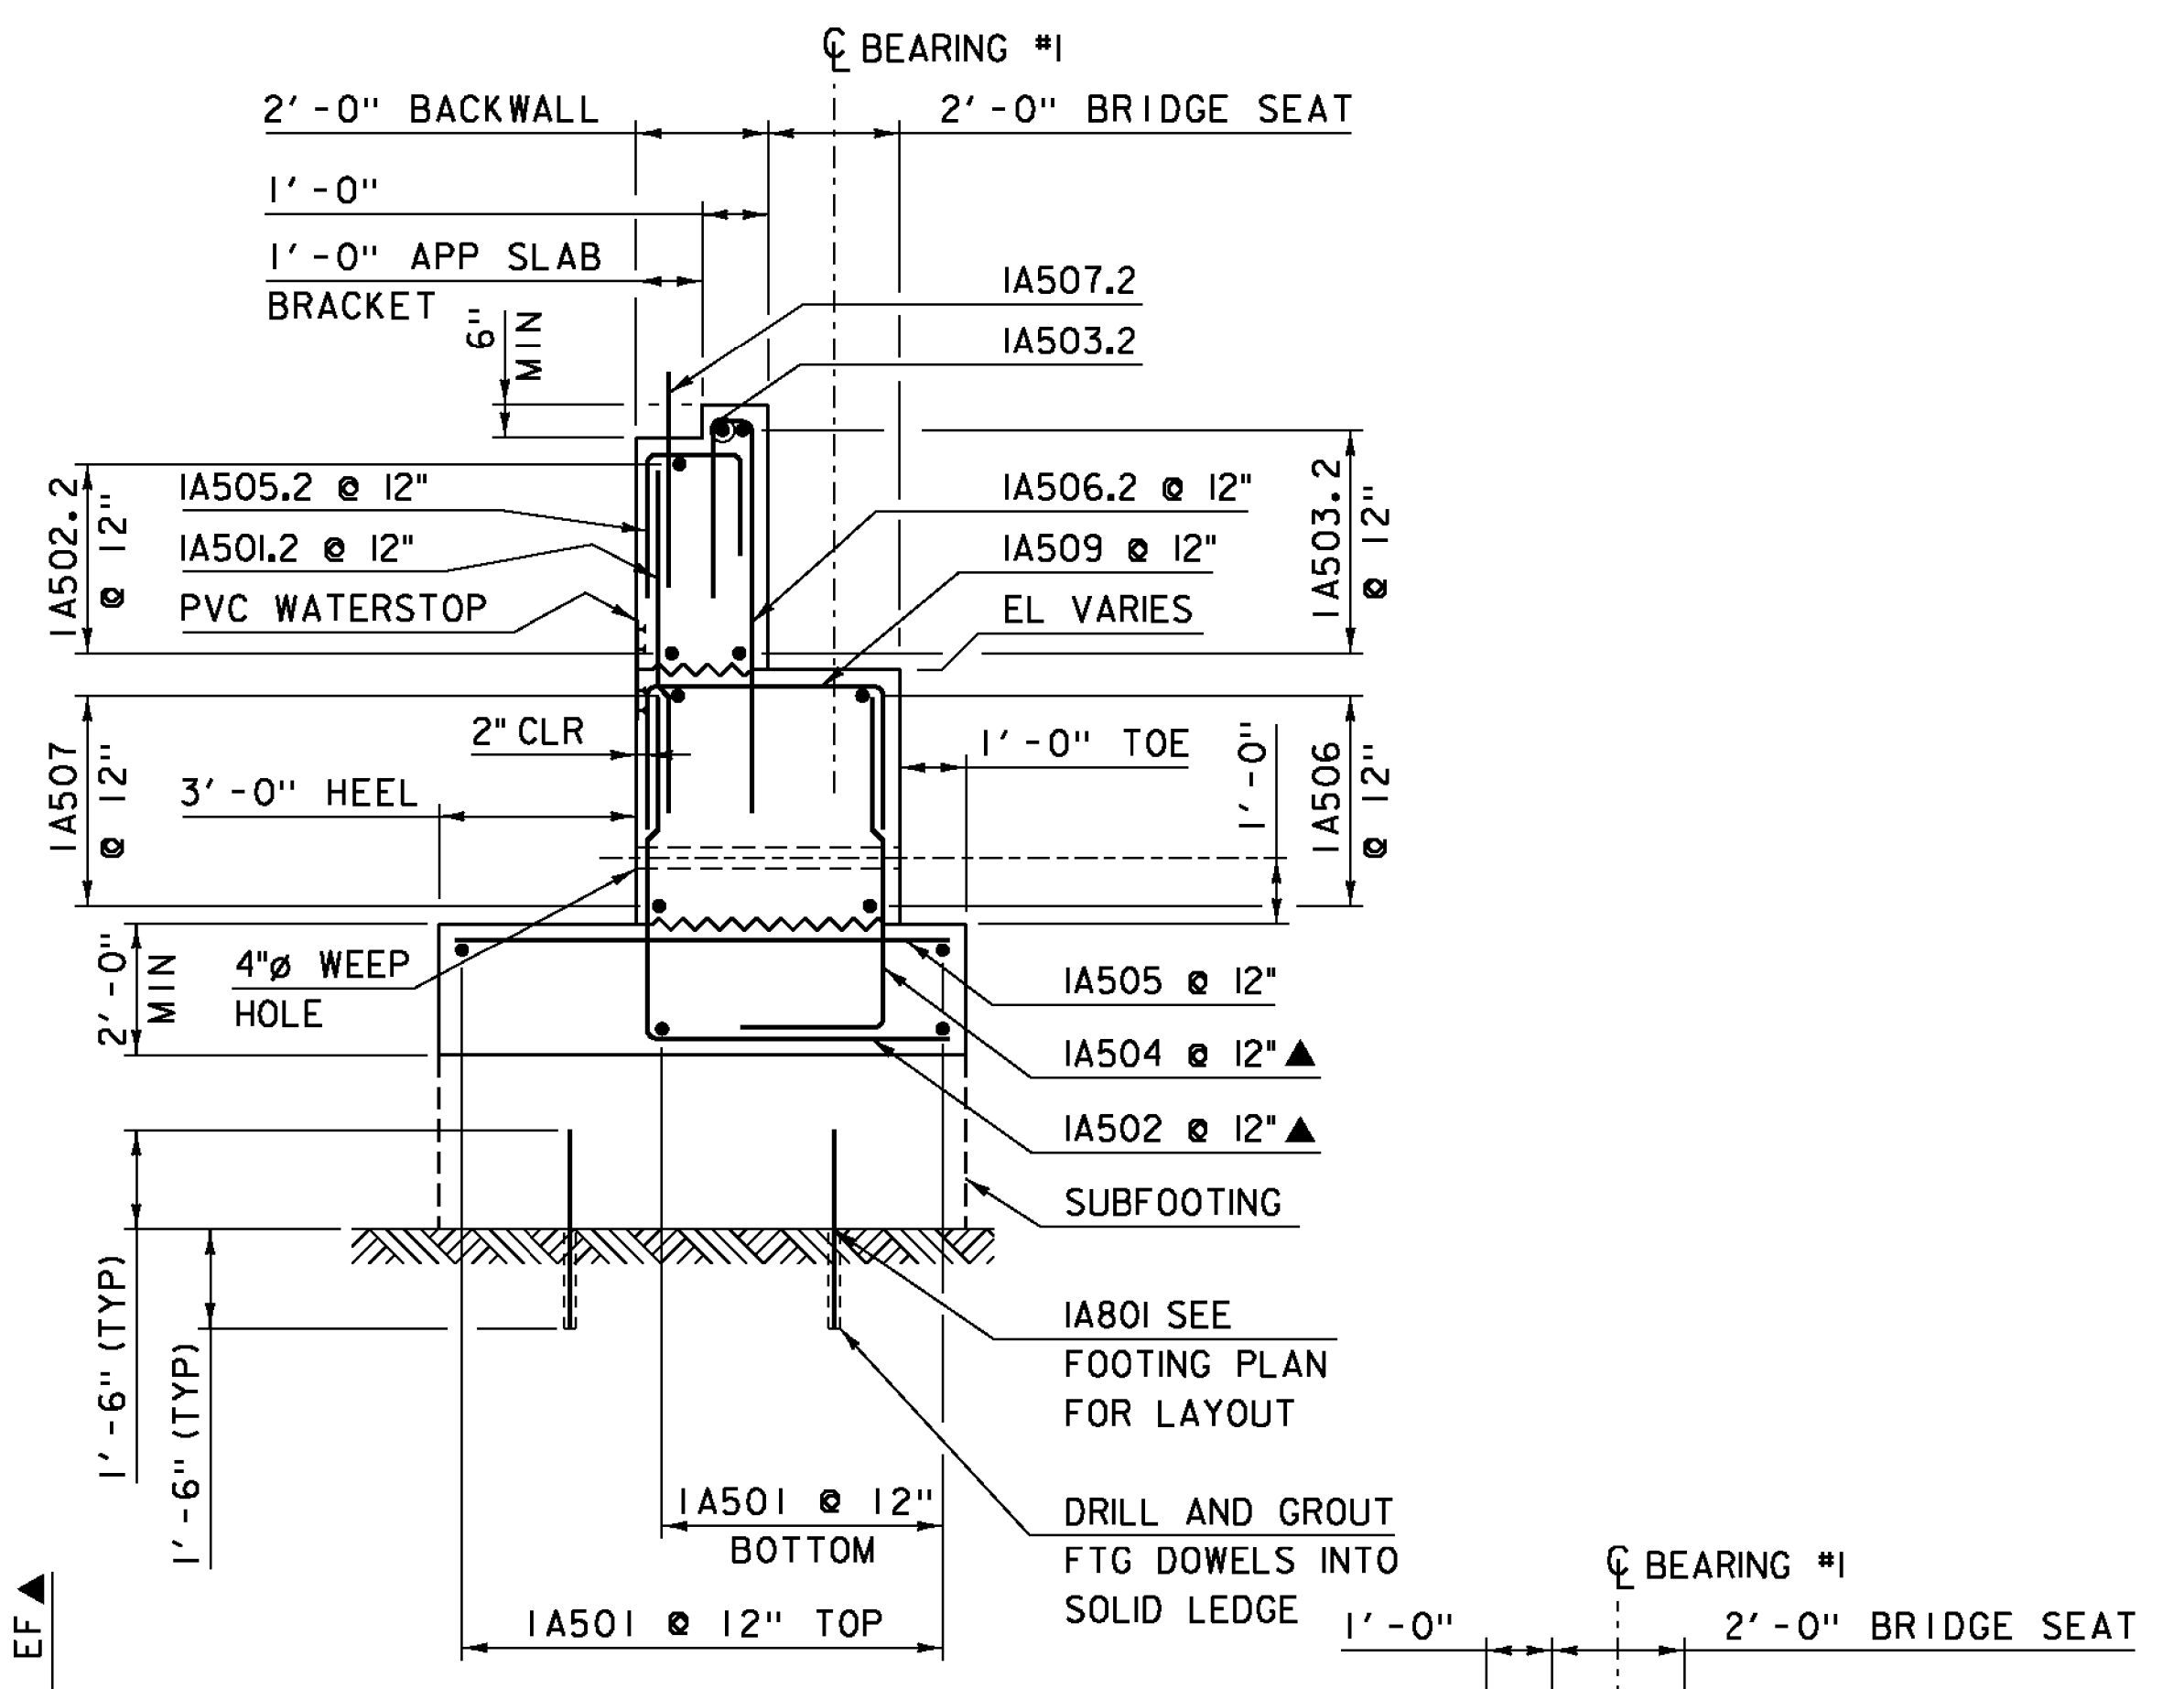 ℄ BEARING #1
2'-0" BACKWALL
2'-0" BRIDGE SEAT
1'-0"
1'-0" APP SLAB
BRACKET
6"
MIN
1A507.2
1A503.2
1A502.2
@ 12"
1A505.2 @ 12"
1A501.2 @ 12"
PVC WATERSTOP
1A506.2 @ 12"
1A509 @ 12"
EL VARIES
1A503.2
@ 12"
1A507
@ 12"
2" CLR
3'-0" HEEL
1'-0" TOE
1'-0"
1A506
@ 12"
2'-0"
MIN
4"ø WEEP
HOLE
1A505 @ 12"
1A504 @ 12"▲
1A502 @ 12"▲
SUBFOOTING
1'-6" (TYP)
1'-6" (TYP)
1A801 SEE
FOOTING PLAN
FOR LAYOUT
1A501 @ 12"
BOTTOM
DRILL AND GROUT
FTG DOWELS INTO
SOLID LEDGE
1A501 @ 12" TOP
EF ▲
℄ BEARING #1
1'-0"
2'-0" BRIDGE SEAT